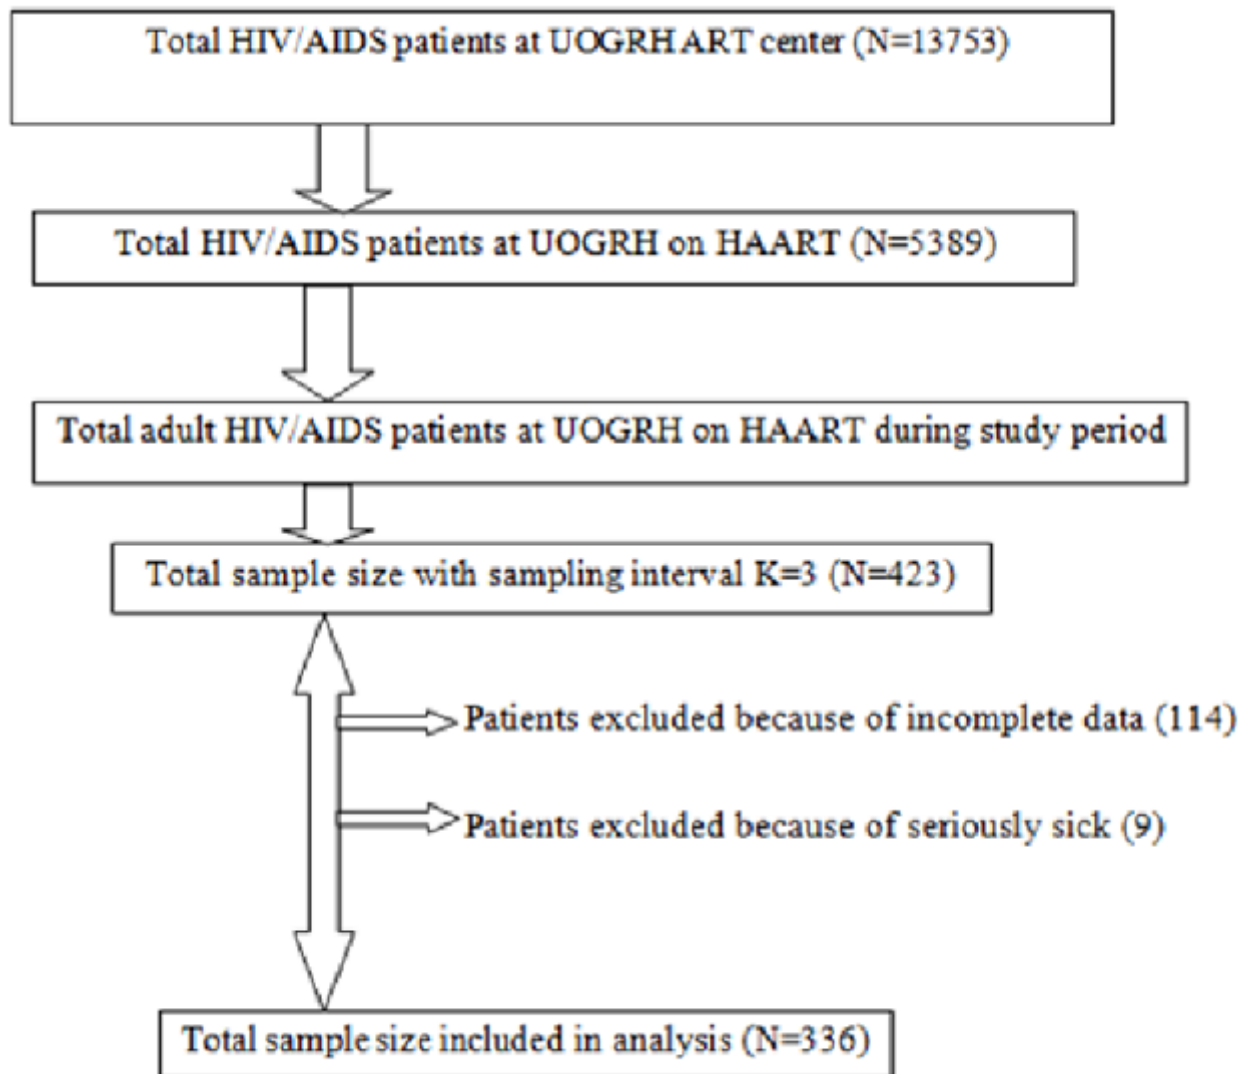 Total HIV/AIDS patients at UOGRH ART center (N=13753)
Total HIV/AIDS patients at UOGRH on HAART (N=5389)
Total adult HIV/AIDS patients at UOGRH on HAART during study period
Total sample size with sampling interval K=3 (N=423)
Patients excluded because of incomplete data (114)
Patients excluded because of seriously sick (9)
Total sample size included in analysis (N=336)